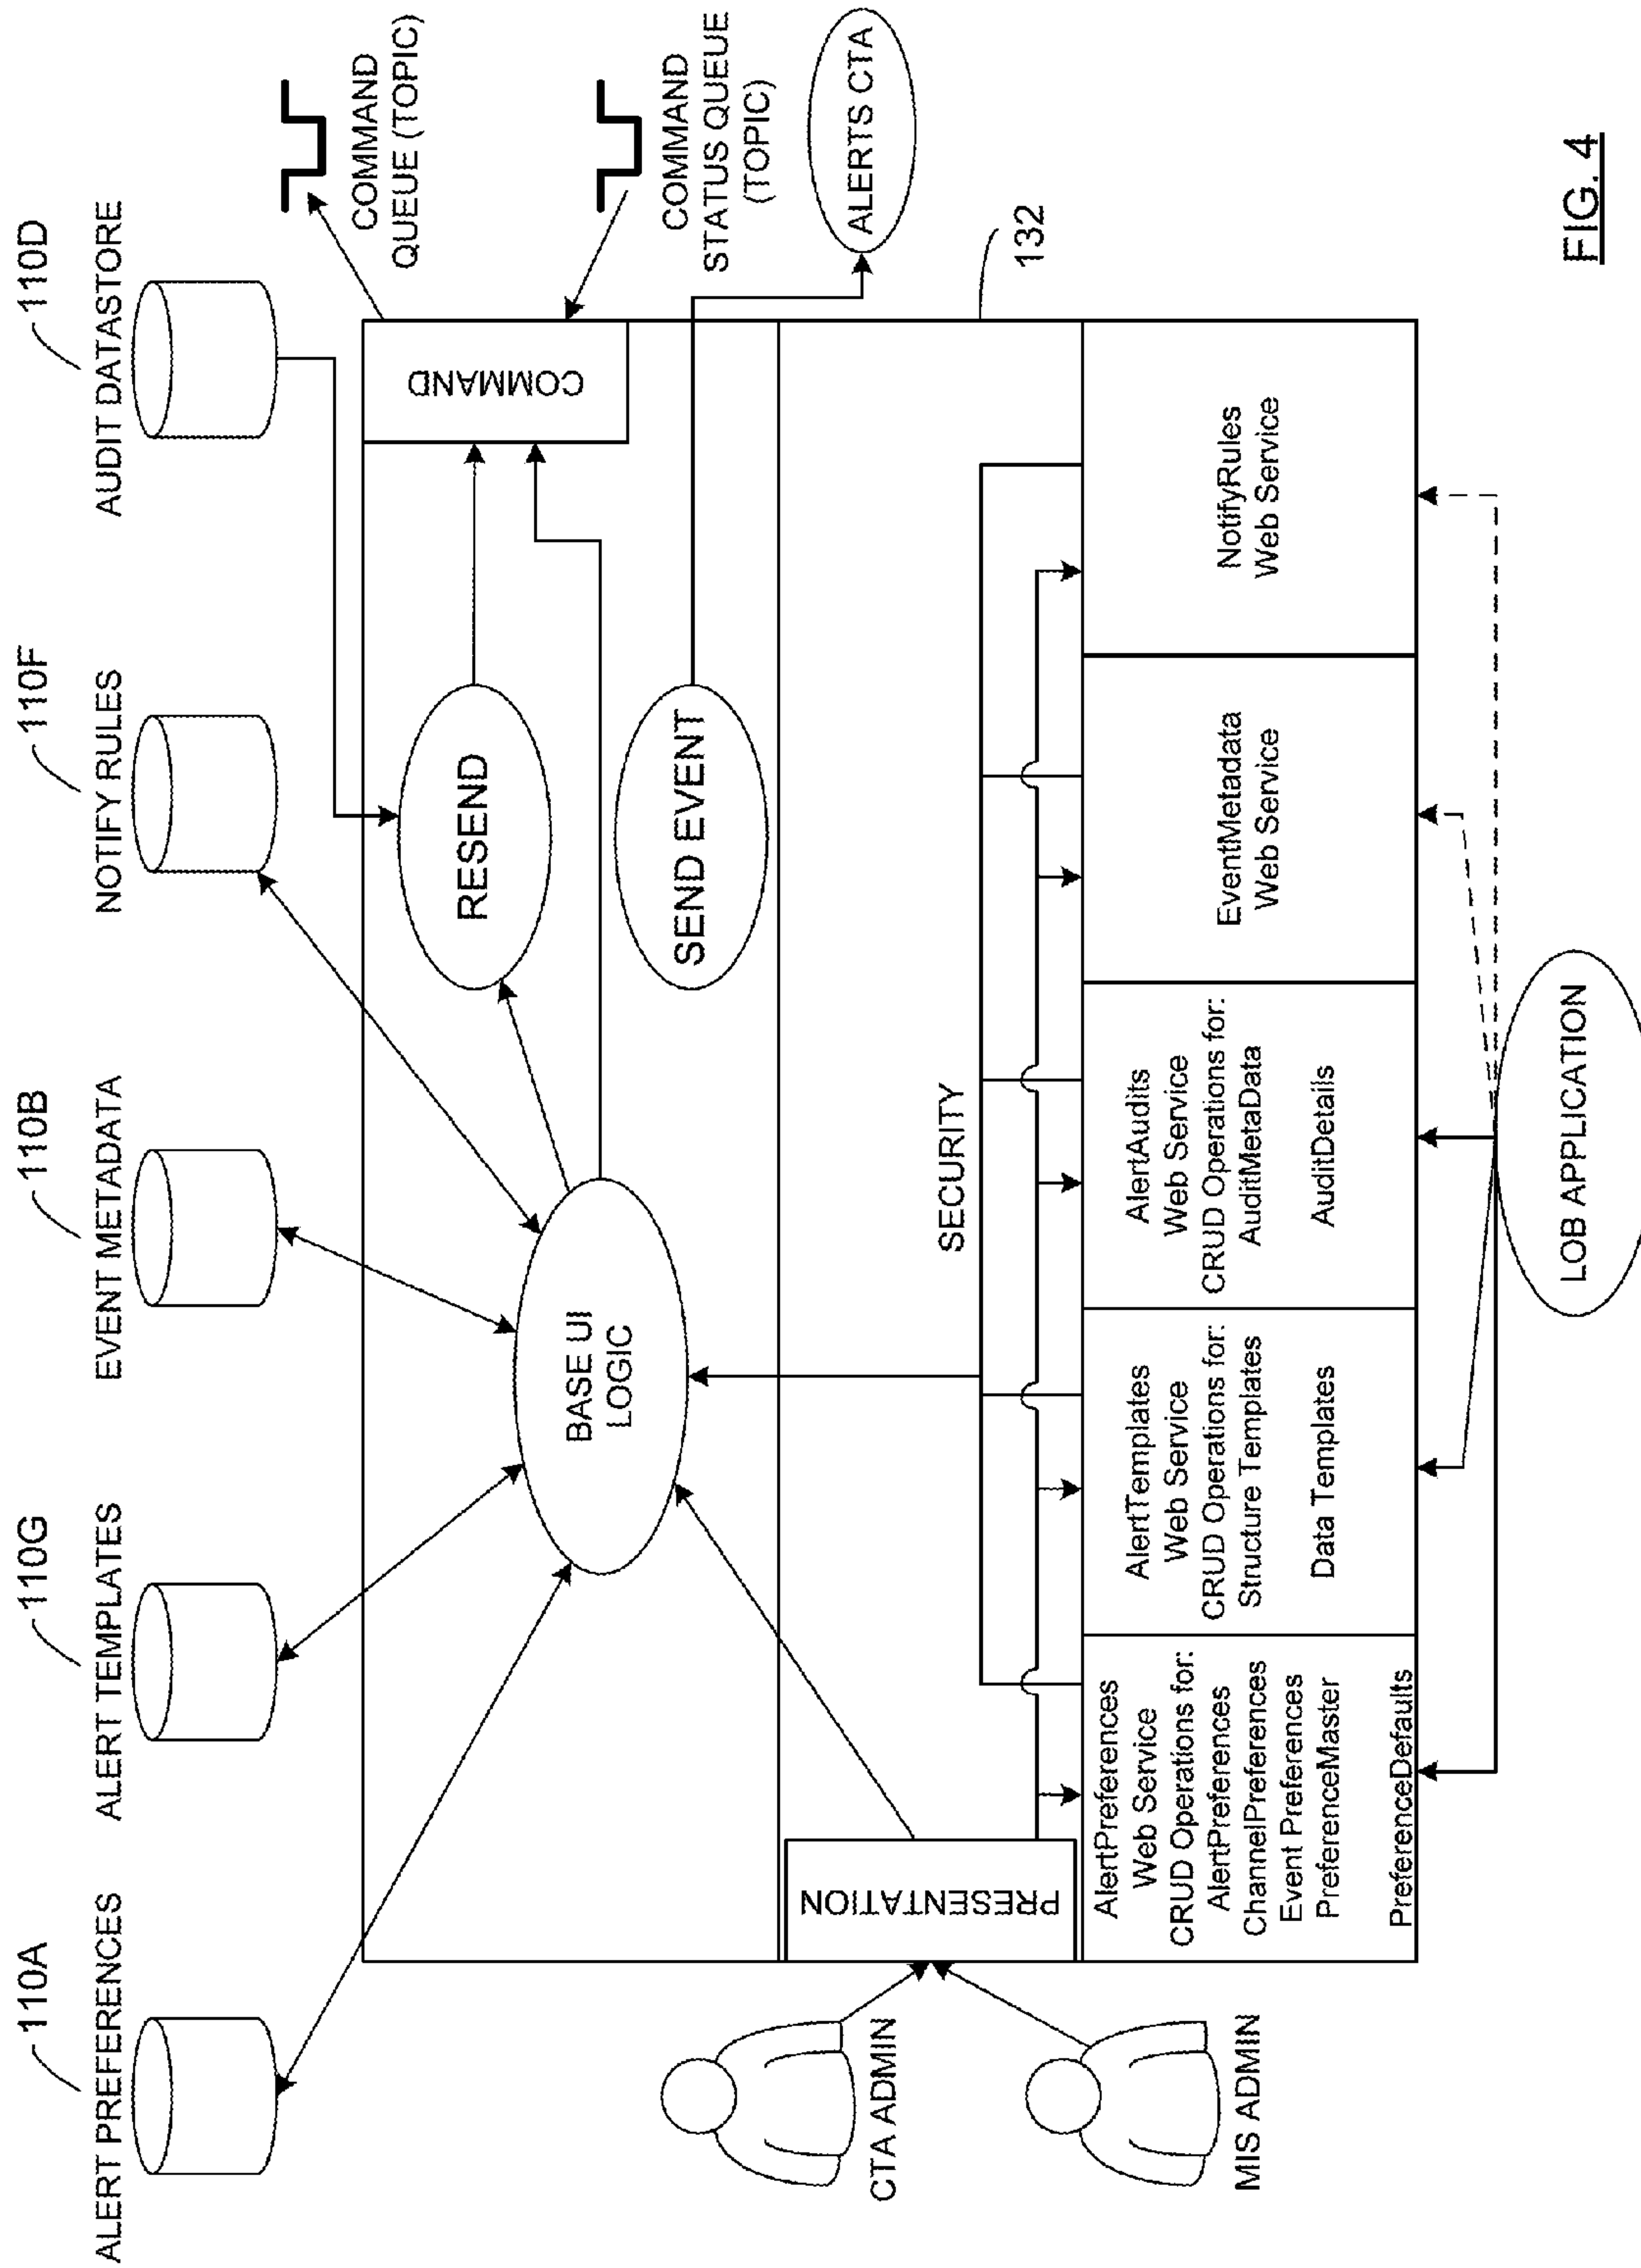 110A
ALERT PREFERENCES
110G
ALERT TEMPLATES
110B
EVENT METADATA
110F
NOTIFY RULES
110D
AUDIT DATASTORE
COMMAND
QUEUE (TOPIC)
COMMAND
STATUS QUEUE
(TOPIC)
ALERTS CTA
132
COMMAND
RESEND
SEND EVENT
BASE UI
LOGIC
SECURITY
PRESENTATION
CTA ADMIN
MIS ADMIN
AlertPreferences
Web Service
CRUD Operations for:
AlertPreferences
ChannelPreferences
Event Preferences
PreferenceMaster
PreferenceDefaults
AlertTemplates
Web Service
CRUD Operations for:
Structure Templates
Data Templates
AlertAudits
Web Service
CRUD Operations for:
AuditMetaData
AuditDetails
EventMetadata
Web Service
NotifyRules
Web Service
LOB APPLICATION
FIG. 4